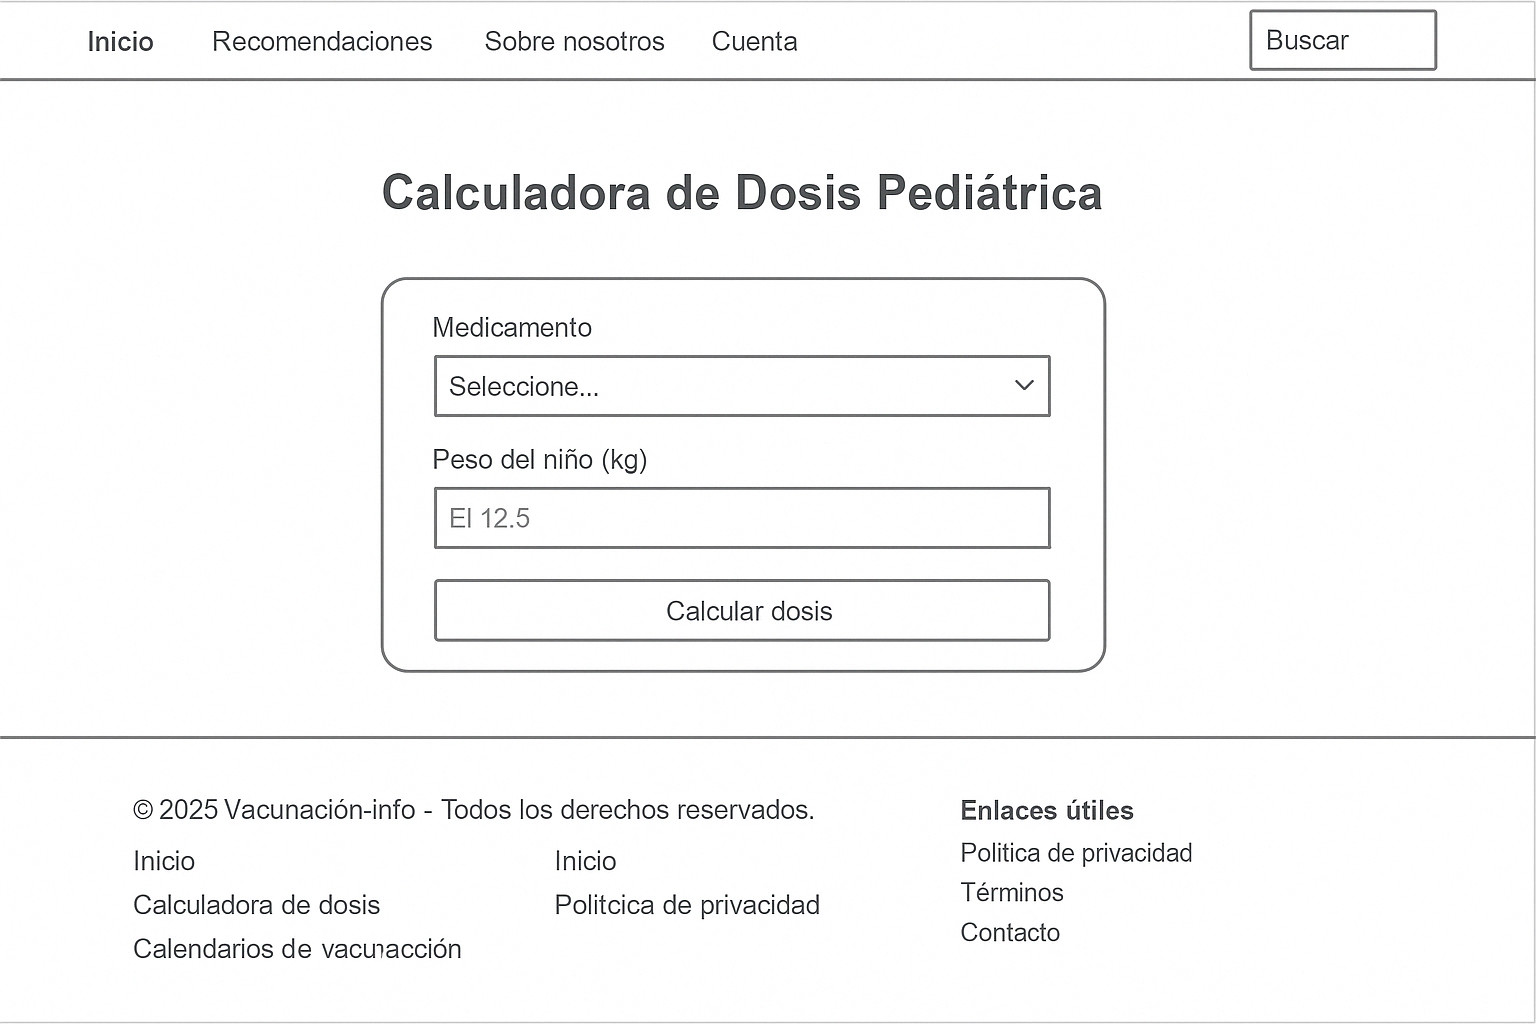 Inicio Recomendaciones Sobre nosotros Cuenta Buscar
Calculadora de Dosis Pediátrica
Medicamento
Seleccione...
Peso del niño (kg)
El 12.5
Calcular dosis
© 2025 Vacunación-info - Todos los derechos reservados.
Inicio
Calculadora de dosis
Calendarios de vacunacción
Inicio
Politcica de privacidad
Enlaces útiles
Politica de privacidad
Términos
Contacto